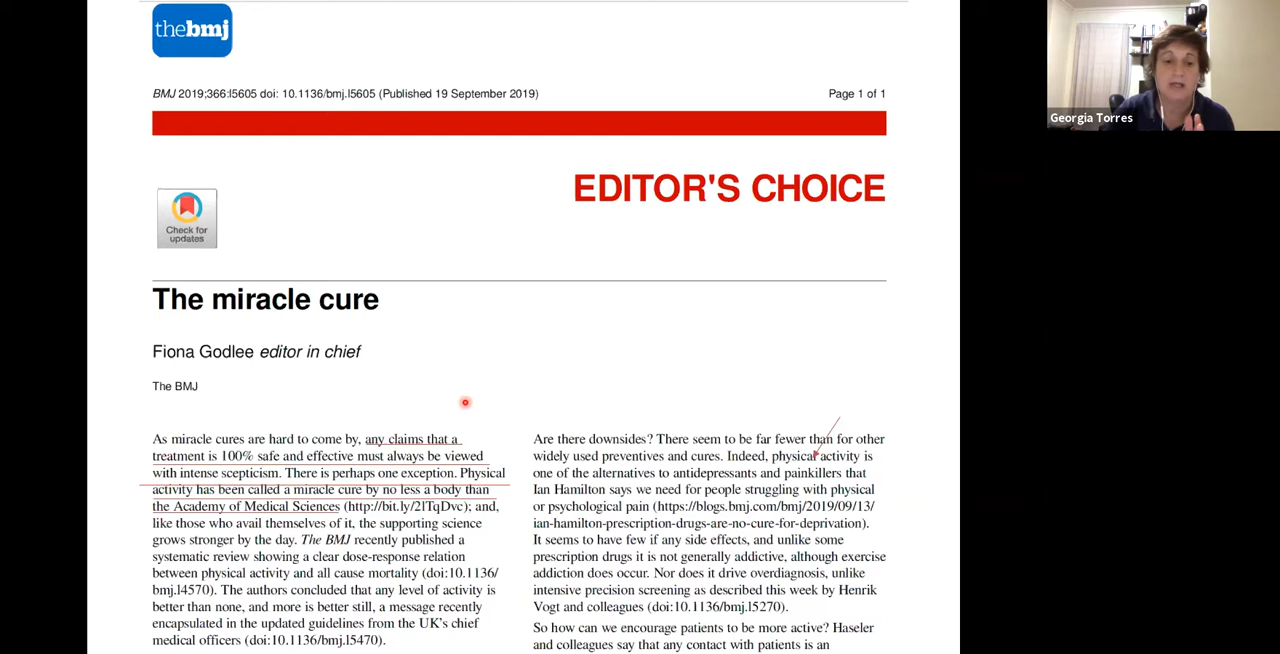 thebmj
BMJ 2019;366:l5605 doi: 10.1136/bmj.l5605 (Published 19 September 2019)
Page 1 of 1
EDITOR'S CHOICE
Check for
updates
The miracle cure
Fiona Godlee editor in chief
The BMJ
As miracle cures are hard to come by, any claims that a
treatment is 100% safe and effective must always be viewed
with intense scepticism. There is perhaps one exception. Physical
activity has been called a miracle cure by no less a body than
the Academy of Medical Sciences (http://bit.ly/2lTqDvc); and,
like those who avail themselves of it, the supporting science
grows stronger by the day. The BMJ recently published a
systematic review showing a clear dose-response relation
between physical activity and all cause mortality (doi:10.1136/
bmj.l4570). The authors concluded that any level of activity is
better than none, and more is better still, a message recently
encapsulated in the updated guidelines from the UK's chief
medical officers (doi:10.1136/bmj.l5470).
Are there downsides? There seem to be far fewer than for other
widely used preventives and cures. Indeed, physical activity is
one of the alternatives to antidepressants and painkillers that
Ian Hamilton says we need for people struggling with physical
or psychological pain (https://blogs.bmj.com/bmj/2019/09/13/
ian-hamilton-prescription-drugs-are-no-cure-for-deprivation).
It seems to have few if any side effects, and unlike some
prescription drugs it is not generally addictive, although exercise
addiction does occur. Nor does it drive overdiagnosis, unlike
intensive precision screening as described this week by Henrik
Vogt and colleagues (doi:10.1136/bmj.l5270).
So how can we encourage patients to be more active? Haseler
and colleagues say that any contact with patients is an
Georgia Torres